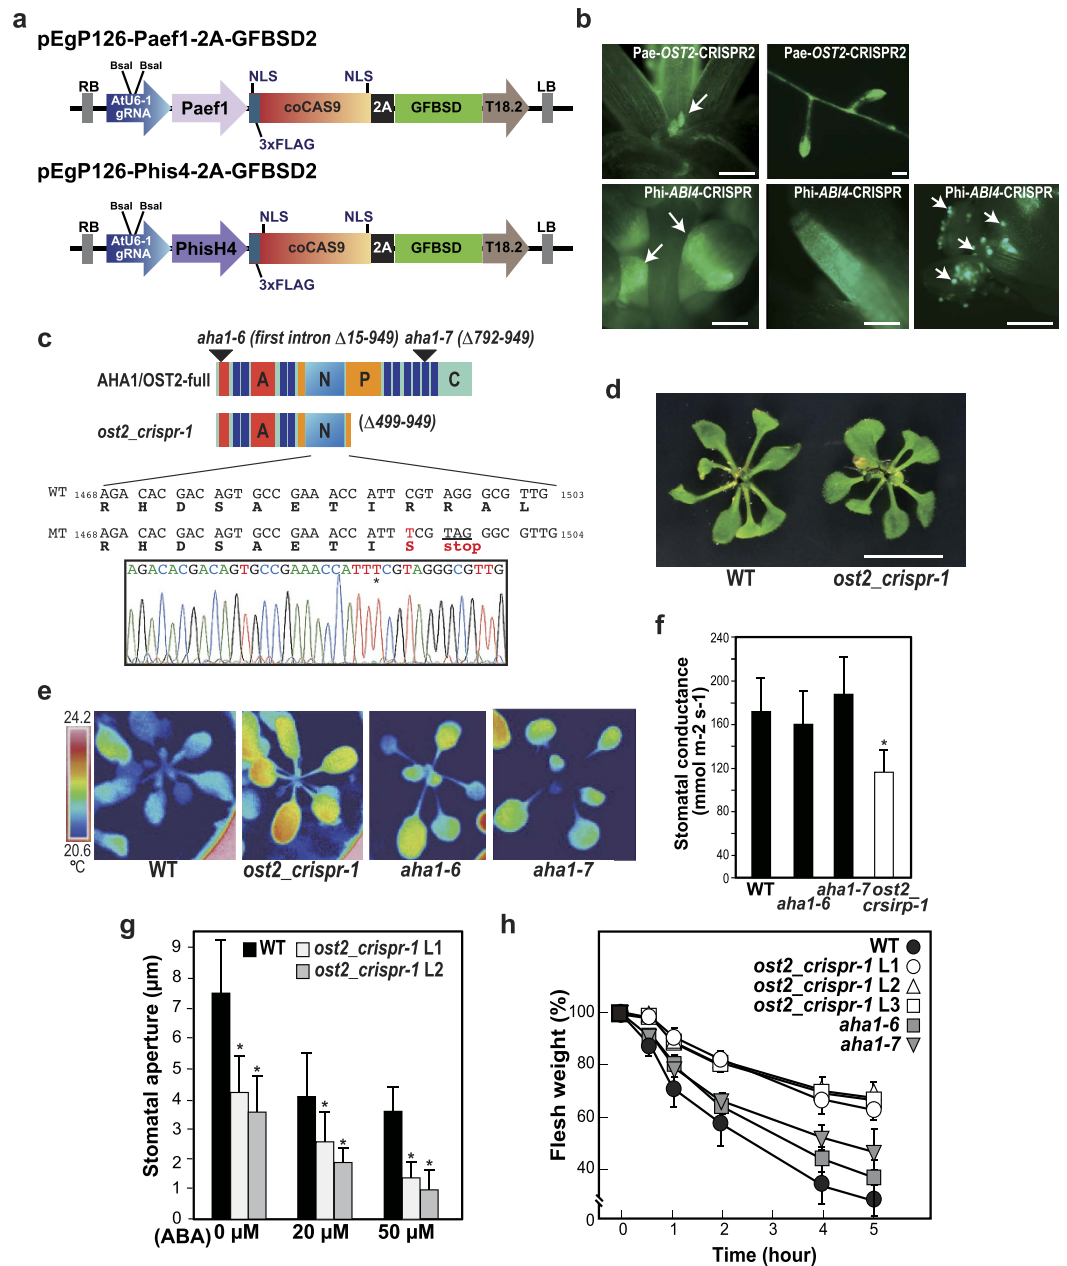 a
pEgP126-Paef1-2A-GFBSD2
BsaI BsaI
RB
NLS
NLS
LB
AtU6-1
gRNA
Paef1
coCAS9
2A
GFBSD
T18.2
3xFLAG
pEgP126-Phis4-2A-GFBSD2
BsaI BsaI
RB
NLS
NLS
LB
AtU6-1
gRNA
PhisH4
coCAS9
2A
GFBSD
T18.2
3xFLAG
b
Pae-OST2-CRISPR2
Pae-OST2-CRISPR2
Phi-ABI4-CRISPR
Phi-ABI4-CRISPR
Phi-ABI4-CRISPR
c
aha1-6 (first intron Δ15-949)
aha1-7 (Δ792-949)
AHA1/OST2-full
A N P C
ost2_crispr-1
A N
(Δ499-949)
WT 1468 AGA CAC GAC AGT GCC GAA ACC ATT CGT AGG GCG TTG 1503
R H D S A E T I R R A L
MT 1468 AGA CAC GAC AGT GCC GAA ACC ATT TCG TAG GGC GTTG 1504
R H D S A E T I S stop
AGACACGACAGTGCCGAAACCATTTCGTAGGGCGTTG
*
d
WT
ost2_crispr-1
e
24.2
20.6
°C
WT
ost2_crispr-1
aha1-6
aha1-7
f
Stomatal conductance
(mmol m-2 s-1)
240
200
160
120
80
40
0
*
WT
aha1-6
aha1-7
ost2_
crsirp-1
g
WT
ost2_crispr-1 L1
ost2_crispr-1 L2
Stomatal aperture (µm)
9
8
7
6
5
4
3
2
1
0
* *
* *
* *
(ABA) 0 µM 20 µM 50 µM
h
WT
ost2_crispr-1 L1
ost2_crispr-1 L2
ost2_crispr-1 L3
aha1-6
aha1-7
Flesh weight (%)
100
80
60
40
0
0 1 2 3 4 5
Time (hour)